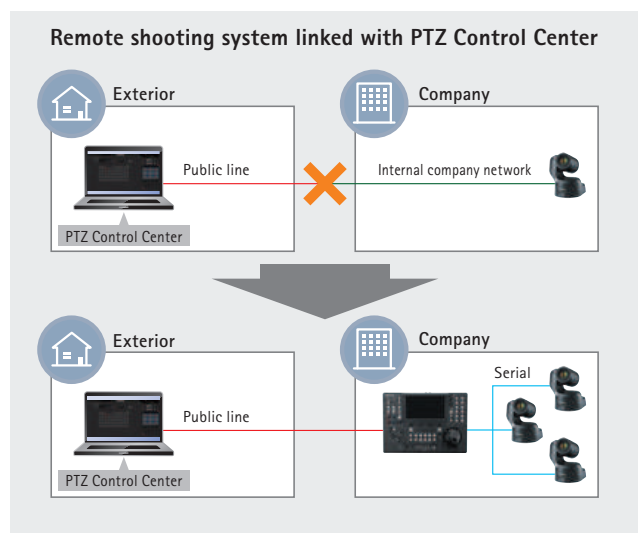 Remote shooting system linked with PTZ Control Center
Exterior
Company
Public line
Internal company network
PTZ Control Center
Exterior
Company
Serial
Public line
PTZ Control Center